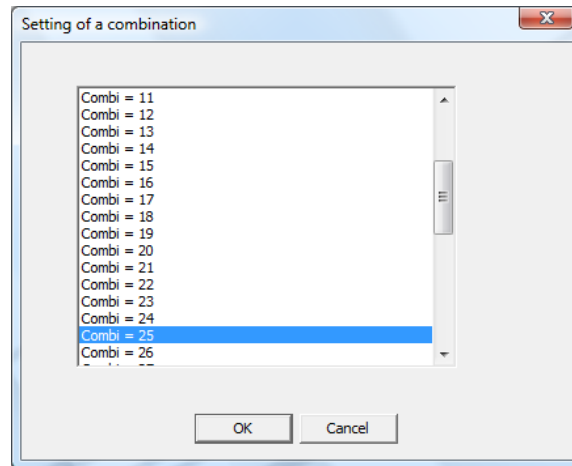 Setting of a combination
Combi = 11
Combi = 12
Combi = 13
Combi = 14
Combi = 15
Combi = 16
Combi = 17
Combi = 18
Combi = 19
Combi = 20
Combi = 21
Combi = 22
Combi = 23
Combi = 24
Combi = 25
Combi = 26
OK Cancel